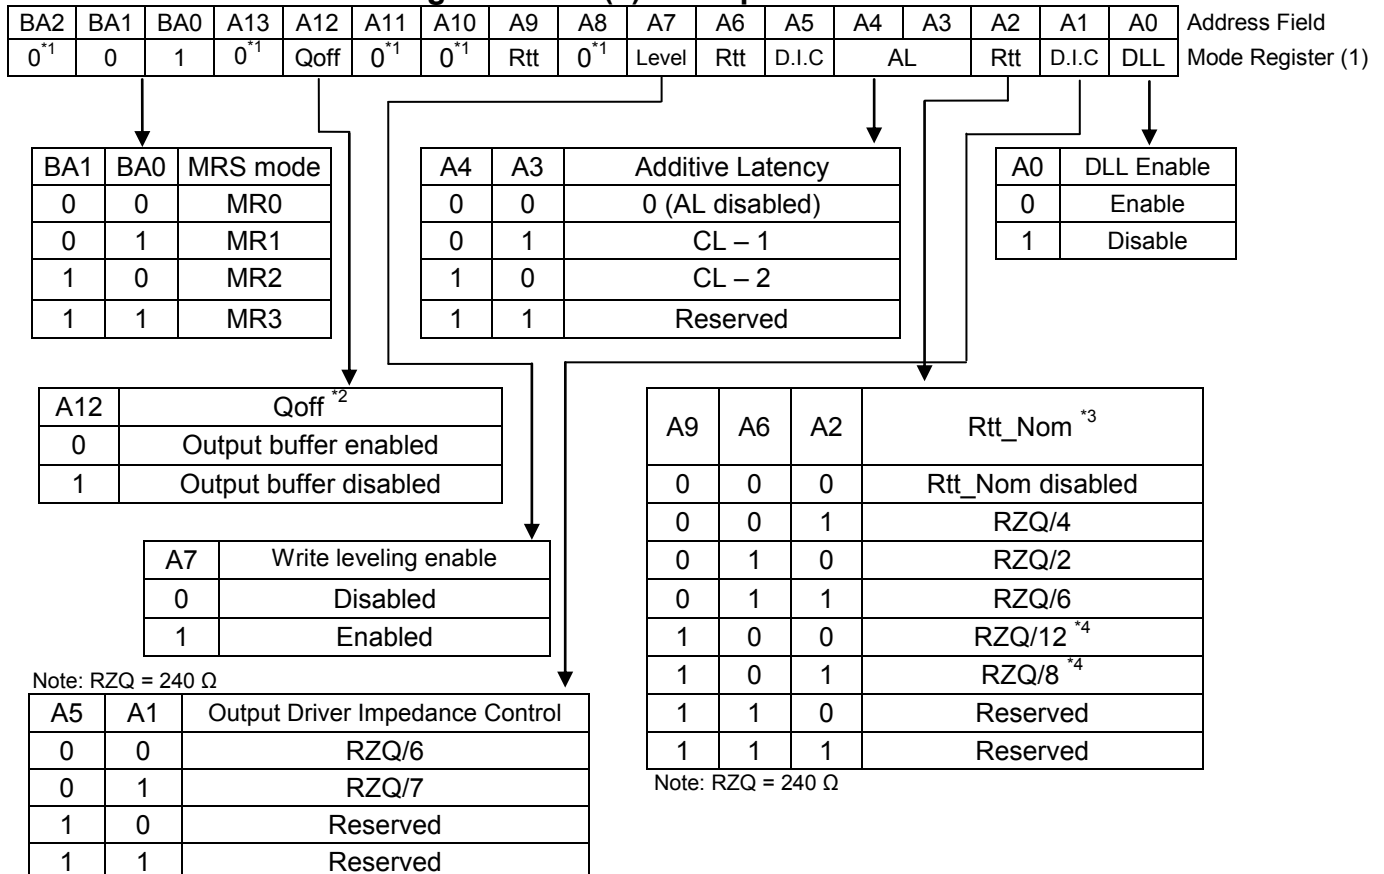 BA2 BA1 BA0 A13 A12 A11 A10 A9 A8 A7 A6 A5 A4 A3 A2 A1 A0 Address Field
0*1 0 1 0*1 Qoff 0*1 0*1 Rtt 0*1 Level Rtt D.I.C AL Rtt D.I.C DLL Mode Register (1)
BA1 BA0 MRS mode
0 0 MR0
0 1 MR1
1 0 MR2
1 1 MR3
A4 A3 Additive Latency
0 0 0 (AL disabled)
0 1 CL – 1
1 0 CL – 2
1 1 Reserved
A0 DLL Enable
0 Enable
1 Disable
A12 Qoff *2
0 Output buffer enabled
1 Output buffer disabled
A7 Write leveling enable
0 Disabled
1 Enabled
Note: RZQ = 240 Ω
A5 A1 Output Driver Impedance Control
0 0 RZQ/6
0 1 RZQ/7
1 0 Reserved
1 1 Reserved
A9 A6 A2 Rtt_Nom *3
0 0 0 Rtt_Nom disabled
0 0 1 RZQ/4
0 1 0 RZQ/2
0 1 1 RZQ/6
1 0 0 RZQ/12 *4
1 0 1 RZQ/8 *4
1 1 0 Reserved
1 1 1 Reserved
Note: RZQ = 240 Ω